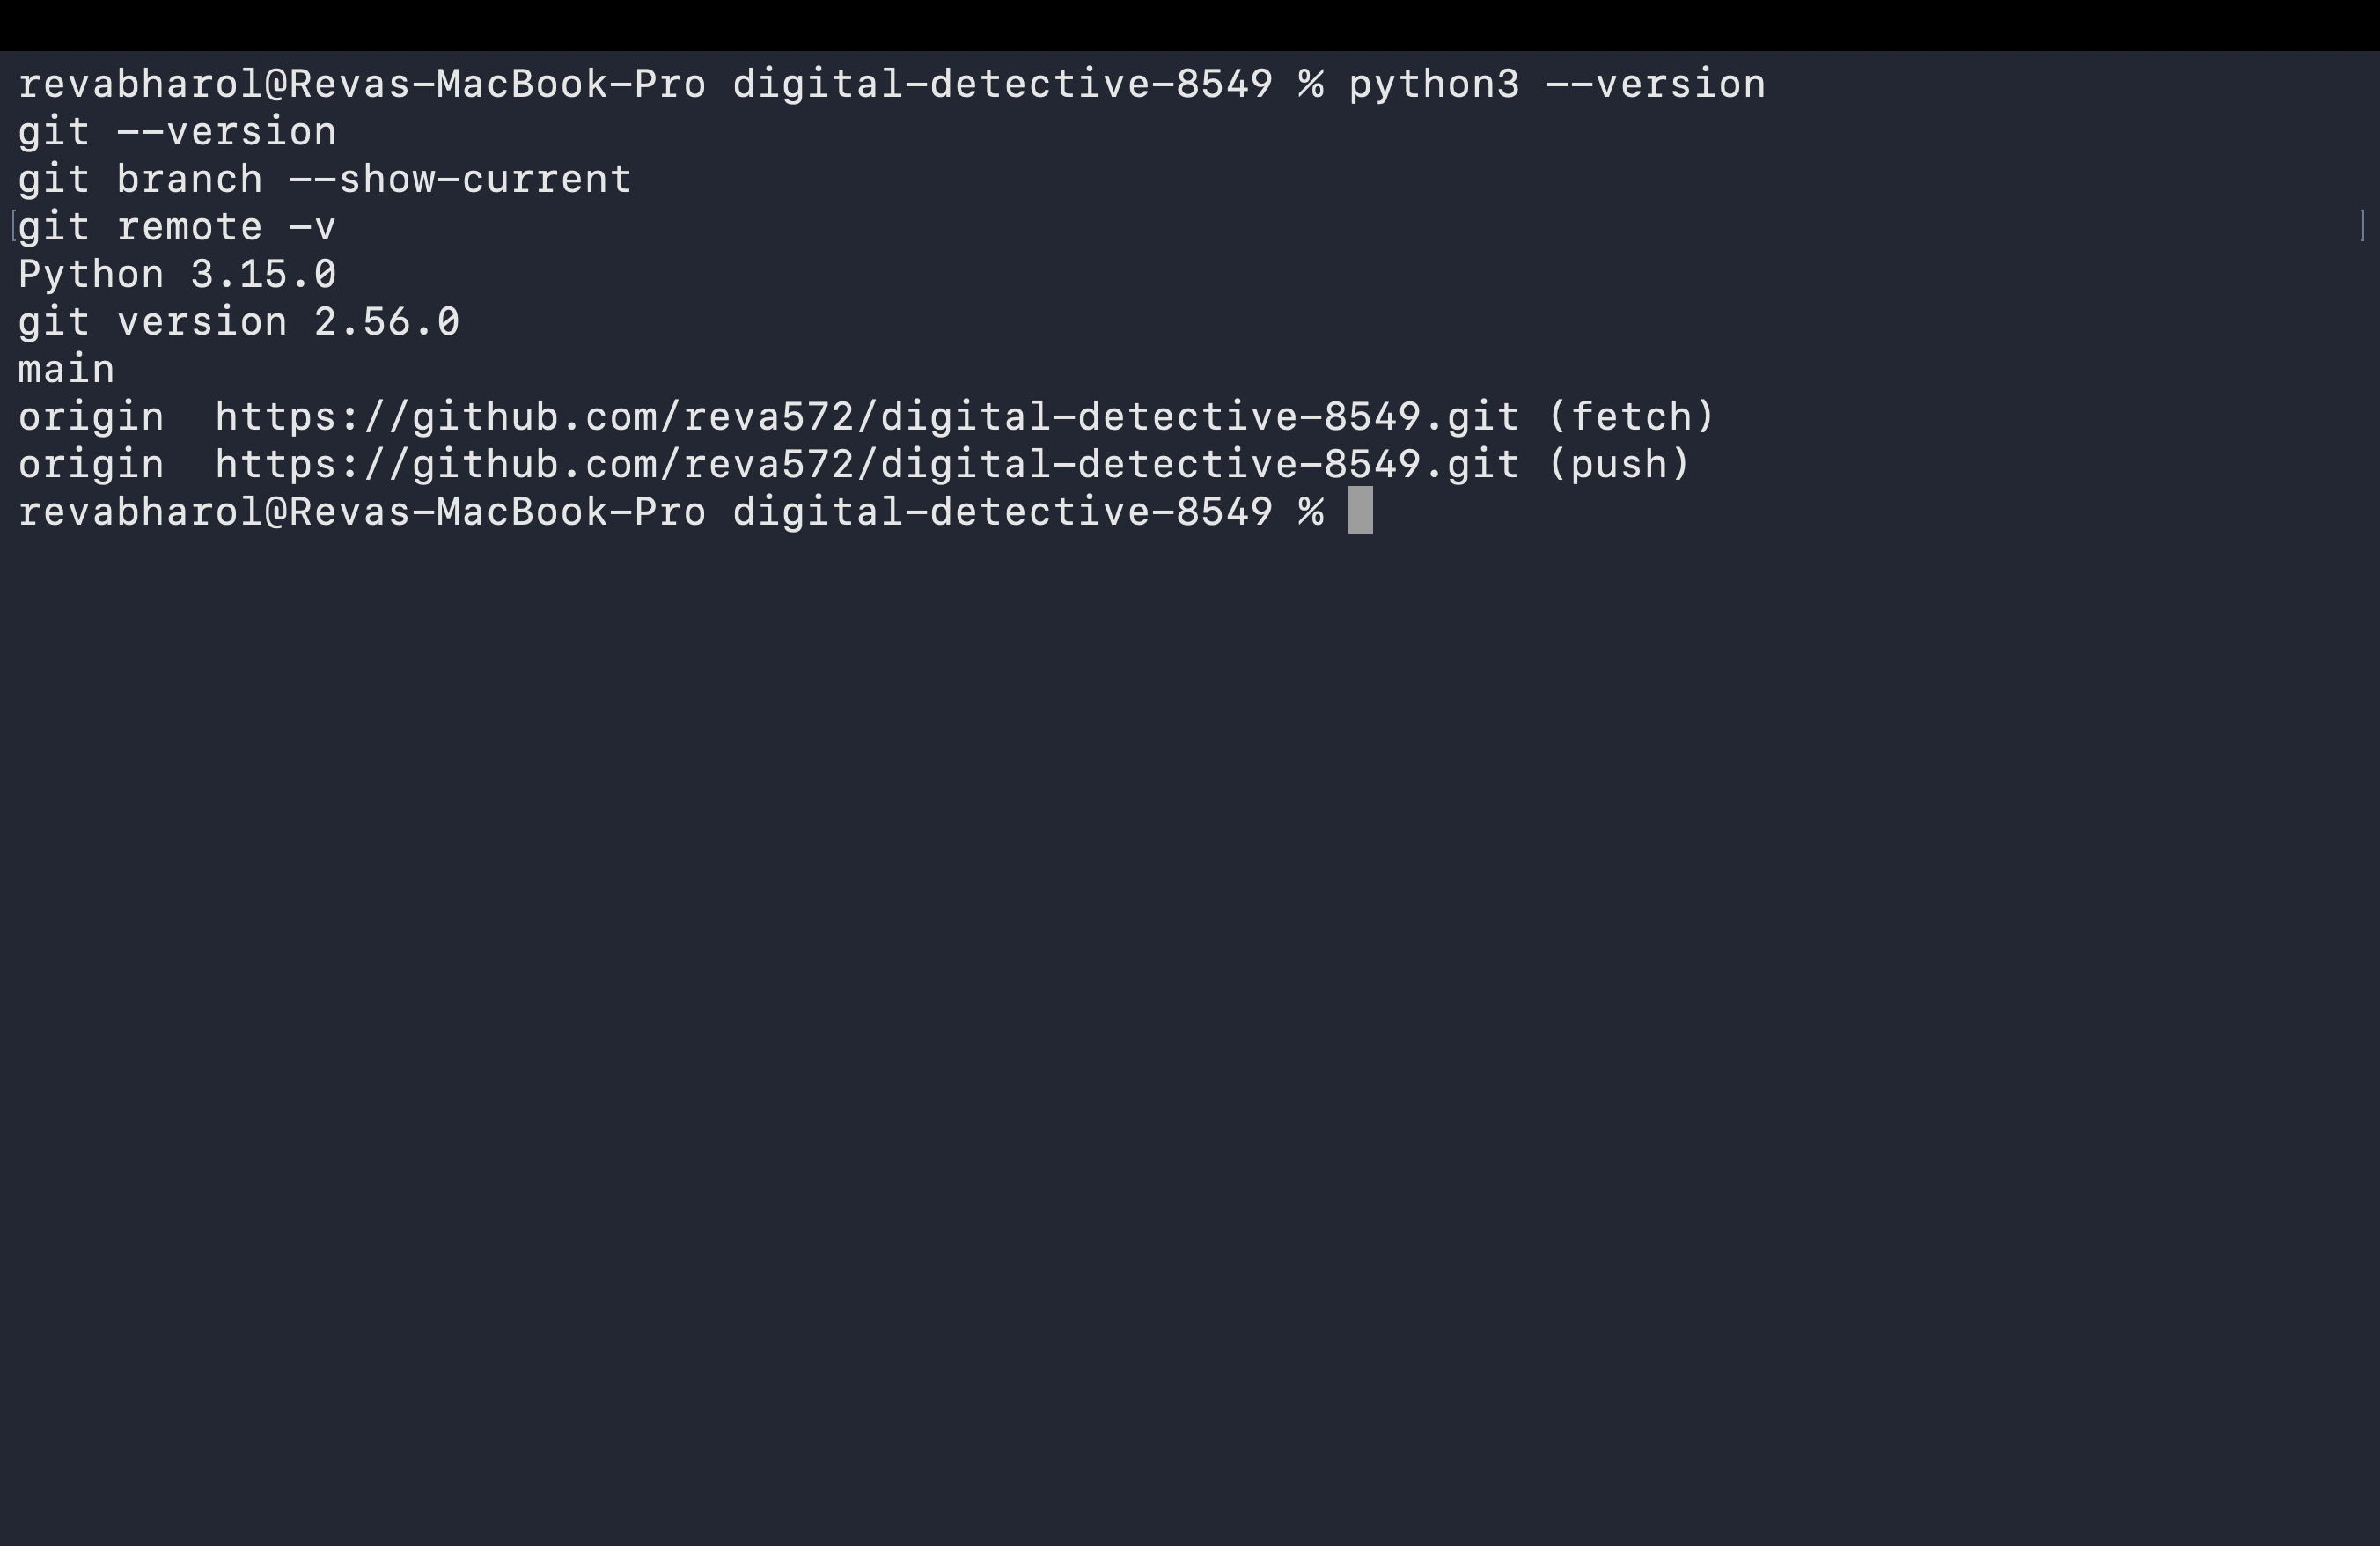 revabharol@Revas-MacBook-Pro digital-detective-8549 % python3 --version
git --version
git branch --show-current
[git remote -v ]
Python 3.15.0
git version 2.56.0
main
origin  https://github.com/reva572/digital-detective-8549.git (fetch)
origin  https://github.com/reva572/digital-detective-8549.git (push)
revabharol@Revas-MacBook-Pro digital-detective-8549 %